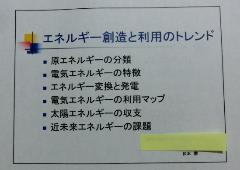 エネルギー創造と利用のトレンド
原エネルギーの分類
電気エネルギーの特徴
エネルギー変換と発電
電気エネルギーの利用マップ
太陽エネルギーの収支
近未来エネルギーの課題